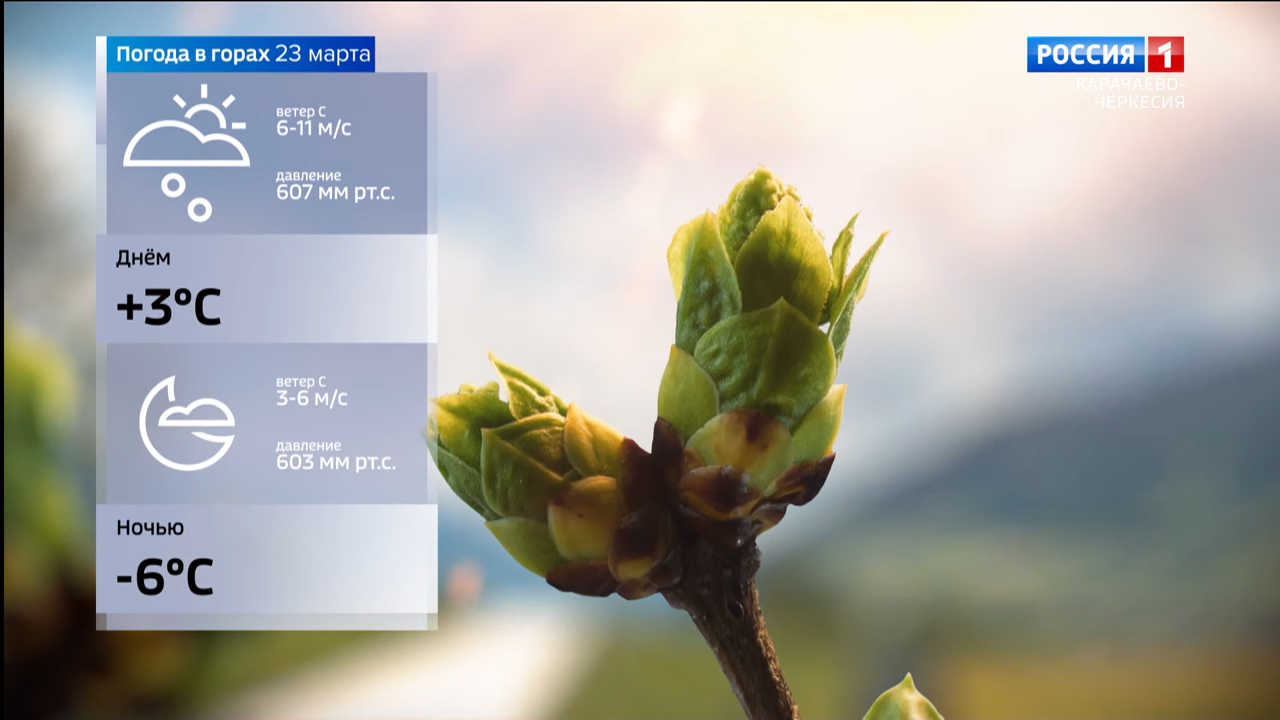 Погода в горах 23 марта
РОССИЯ 1
КАРАЧАЕВО-
ЧЕРКЕСИЯ
ветер С
6-11 м/с
давление
607 мм рт.с.
Днём
+3°C
ветер С
3-6 м/с
давление
603 мм рт.с.
Ночью
-6°C